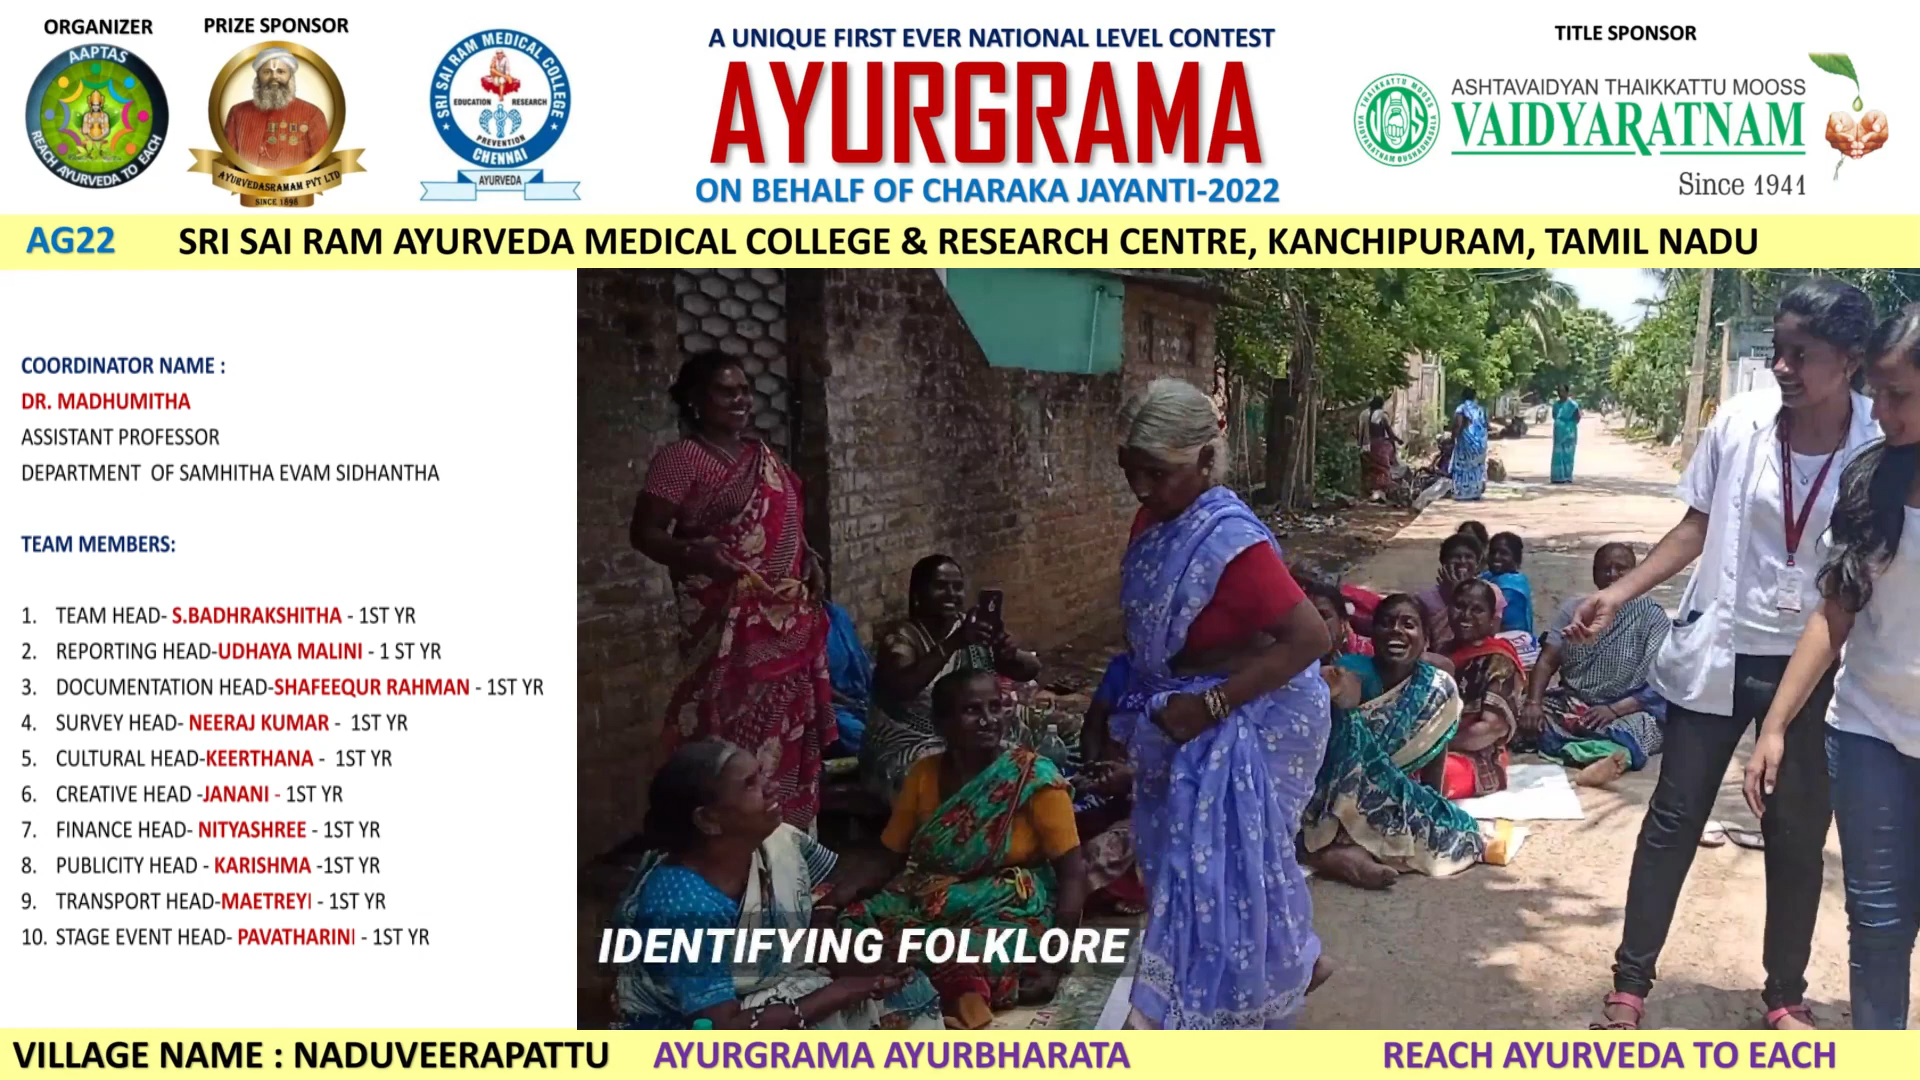 ORGANIZER
AAPTAS
REACH AYURVEDA TO EACH
PRIZE SPONSOR
AYURVEDASRAMAM PVT LTD
SINCE 1898
SRI SAI RAM MEDICAL COLLEGE
EDUCATION RESEARCH
PREVENTION
CHENNAI
AYURVEDA
A UNIQUE FIRST EVER NATIONAL LEVEL CONTEST
AYURGRAMA
ON BEHALF OF CHARAKA JAYANTI-2022
TITLE SPONSOR
THAIKKATTU MOOSS
VAIDYARATNAM OUSHADHASALA
ASHTAVAIDYAN THAIKKATTU MOOSS
VAIDYARATNAM
Since 1941
AG22 SRI SAI RAM AYURVEDA MEDICAL COLLEGE & RESEARCH CENTRE, KANCHIPURAM, TAMIL NADU
COORDINATOR NAME :
DR. MADHUMITHA
ASSISTANT PROFESSOR
DEPARTMENT OF SAMHITHA EVAM SIDHANTHA
TEAM MEMBERS:
1. TEAM HEAD- S.BADHRAKSHITHA - 1ST YR
2. REPORTING HEAD-UDHAYA MALINI - 1 ST YR
3. DOCUMENTATION HEAD-SHAFEEQUR RAHMAN - 1ST YR
4. SURVEY HEAD- NEERAJ KUMAR - 1ST YR
5. CULTURAL HEAD-KEERTHANA - 1ST YR
6. CREATIVE HEAD -JANANI - 1ST YR
7. FINANCE HEAD- NITYASHREE - 1ST YR
8. PUBLICITY HEAD - KARISHMA -1ST YR
9. TRANSPORT HEAD-MAETREYI - 1ST YR
10. STAGE EVENT HEAD- PAVATHARINI - 1ST YR
IDENTIFYING FOLKLORE
VILLAGE NAME : NADUVEERAPATTU AYURGRAMA AYURBHARATA REACH AYURVEDA TO EACH